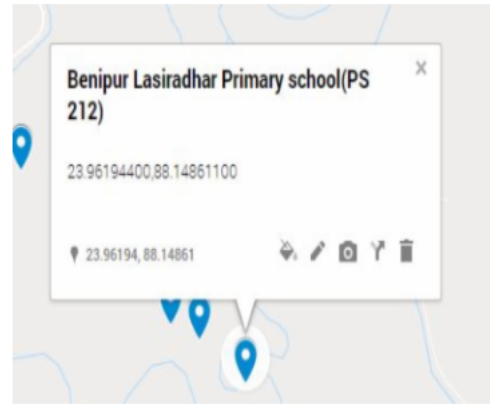 Benipur Lasiradhar Primary school(PS
212)
23.96194400,88.14861100
23.96194, 88.14861